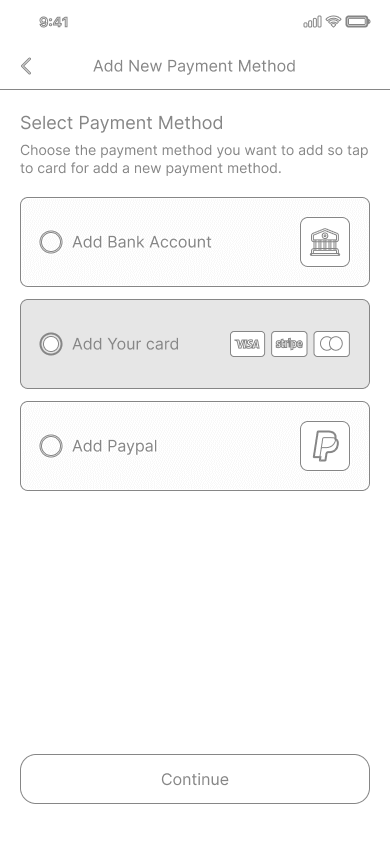 9:41
Add New Payment Method
Select Payment Method
Choose the payment method you want to add so tap
to card for add a new payment method.
Add Bank Account
Add Your card
VISA
stripe
Add Paypal
Continue